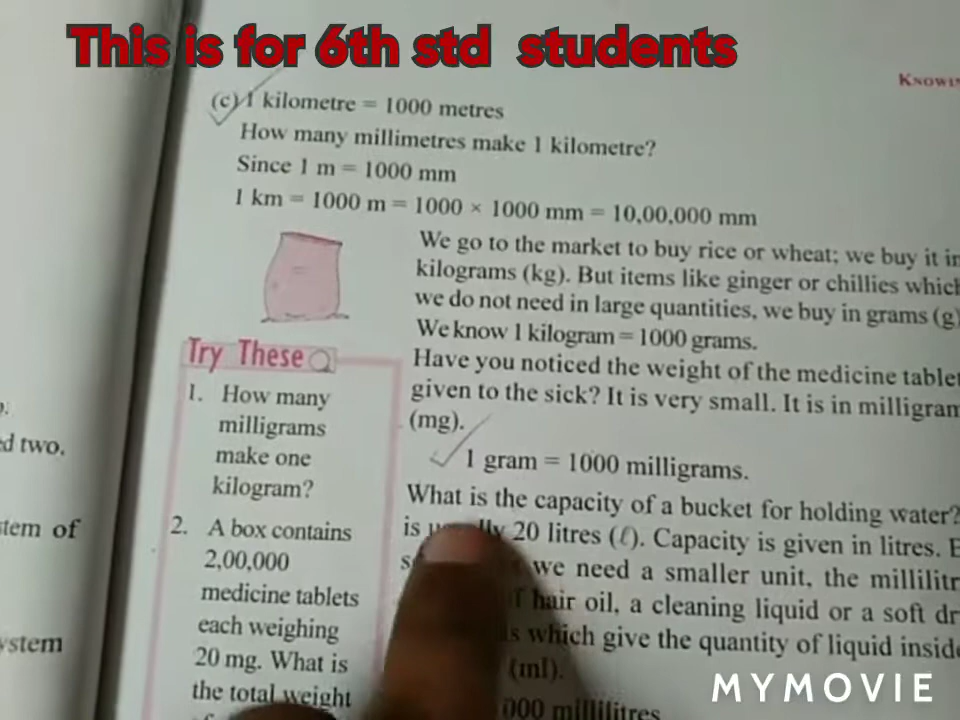 This is for 6th std students
(c) 1 kilometre = 1000 metres
How many millimetres make 1 kilometre?
Since 1 m = 1000 mm
1 km = 1000 m = 1000 × 1000 mm = 10,00,000 mm
We go to the market to buy rice or wheat; we buy it in
kilograms (kg). But items like ginger or chillies which
we do not need in large quantities, we buy in grams (g)
We know 1 kilogram = 1000 grams.
Have you noticed the weight of the medicine tablet
given to the sick? It is very small. It is in milligram
(mg).
1 gram = 1000 milligrams.
What is the capacity of a bucket for holding water?
is 20 litres (ℓ). Capacity is given in litres.
we need a smaller unit, the millilitr
hair oil, a cleaning liquid or a soft dr
which give the quantity of liquid inside
(ml).
000 millilitres
Try These
1. How many
milligrams
make one
kilogram?
2. A box contains
2,00,000
medicine tablets
each weighing
20 mg. What is
the total weight
ed two.
stem of
ystem
MYMOVIE